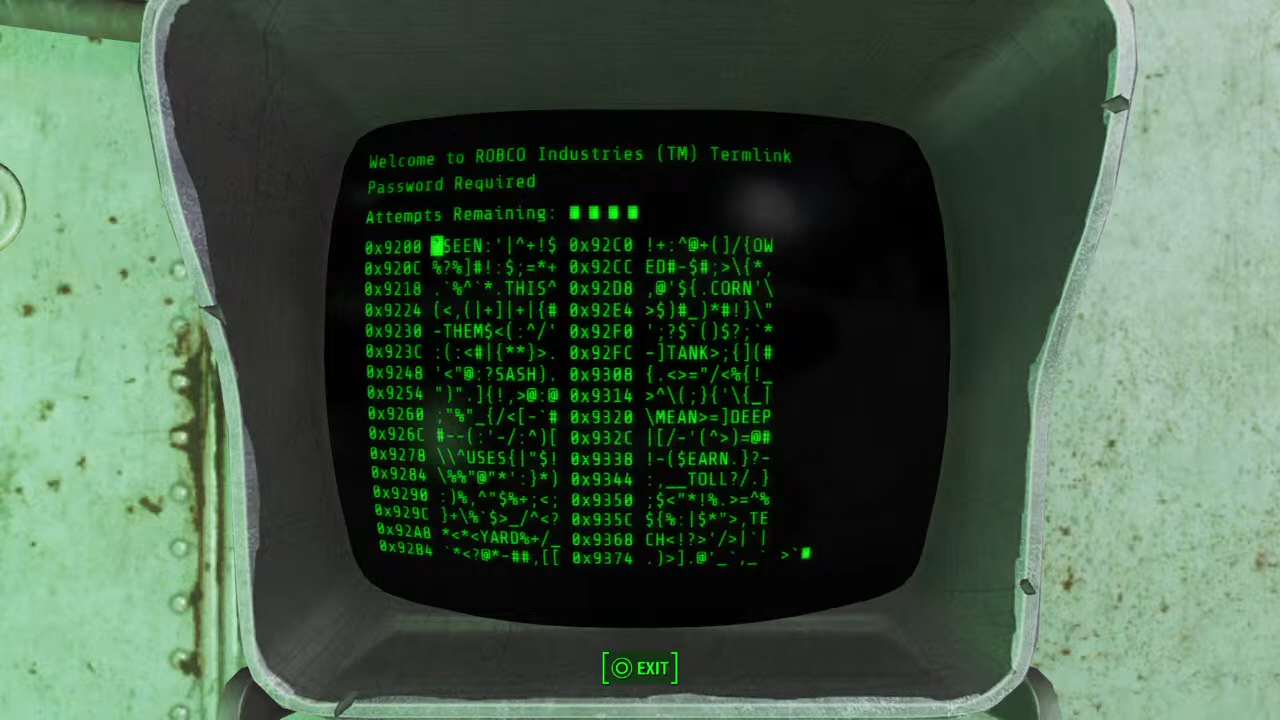 Welcome to ROBCO Industries (TM) Termlink
Password Required
Attempts Remaining: ■ ■ ■ ■
0x9200 SEEN:'|^+!$ 0x92C0 !+:^@+(]/{OW
0x920C %?%]#!:$;=*+ 0x92CC ED#-$#;>\{*,
0x9218 .`%^`*.THIS^ 0x92D8 ,@'${.CORN'\
0x9224 (<,(|+]|+|{# 0x92E4 >$)#_}*#!}\"
0x9230 -THEM$<(:^/' 0x92F0 ';?$`()$?;`*
0x923C :(:<#|{**}>. 0x92FC -]TANK>;{](#
0x9248 '<"@:?SASH). 0x9308 {.<>="/<%{!_
0x9254 ")".]{!,>@:@ 0x9314 >^\(;}{'\{_|
0x9260 ;"%"_{/<[-`# 0x9320 \MEAN>=]DEEP
0x926C #--(:'-/:^)[ 0x932C |[/-'(^>)=@#
0x9278 \\^USES{|"$! 0x9338 !-($EARN.}?-
0x9284 \%%"@"*':}*) 0x9344 :,__TOLL?/.}
0x9290 :)%,^"$%+;<; 0x9350 ;$<"*!%.>=^%
0x929C }+\%`$>_/^<? 0x935C ${%:|$*">,TE
0x92A8 *<*<YARD%+/_ 0x9368 CH<!?>'/>|`|
0x92B4 `*<?@*-##,[[ 0x9374 .)>].@'_`,_` >`■
EXIT